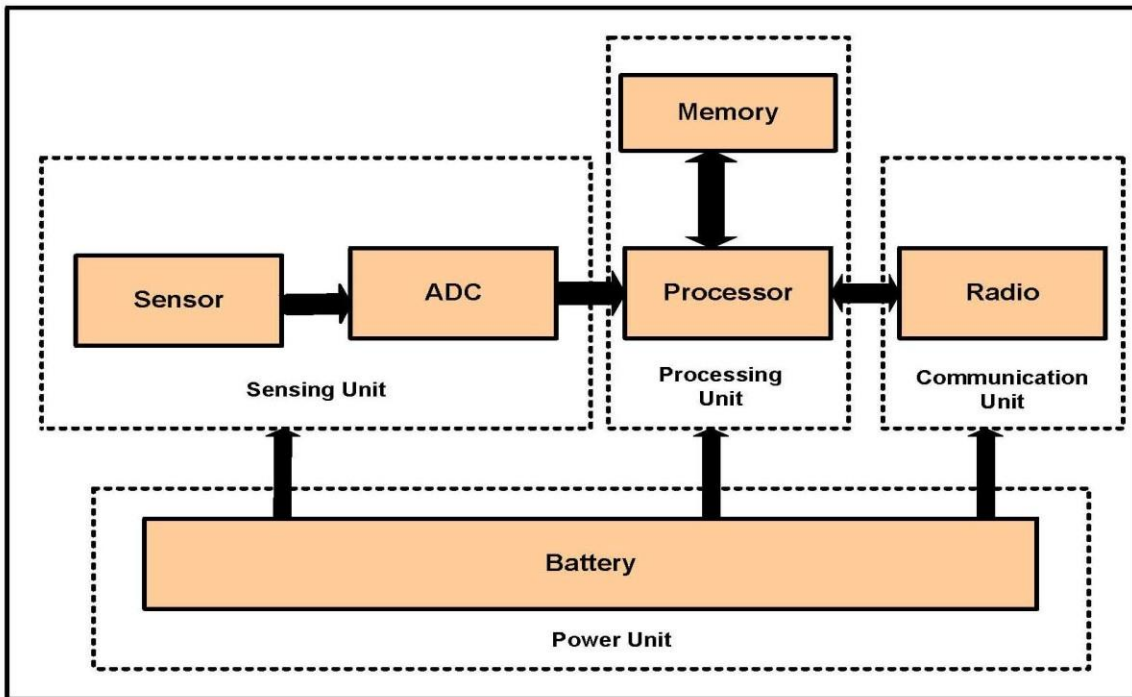 Memory
Sensor
ADC
Processor
Radio
Sensing Unit
Processing
Unit
Communication
Unit
Battery
Power Unit